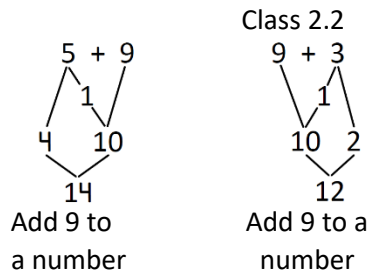 Class 2.2
5 + 9
1
4 10
14
Add 9 to
a number
9 + 3
1
10 2
12
Add 9 to a
number